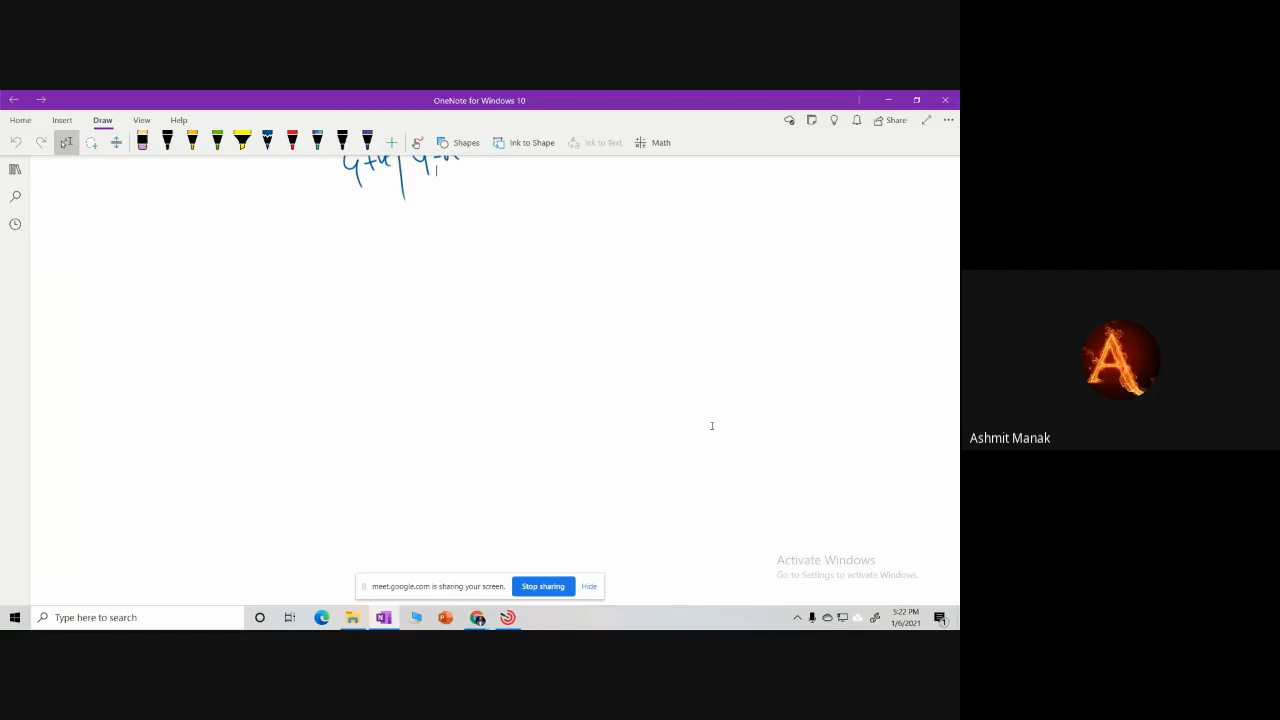 OneNote for Windows 10
Home Insert Draw View Help
Share
Shapes Ink to Shape Ink to Text Math
Ashmit Manak
Activate Windows
Go to Settings to activate Windows.
meet.google.com is sharing your screen. Stop sharing Hide
Type here to search
5:22 PM
1/6/2021